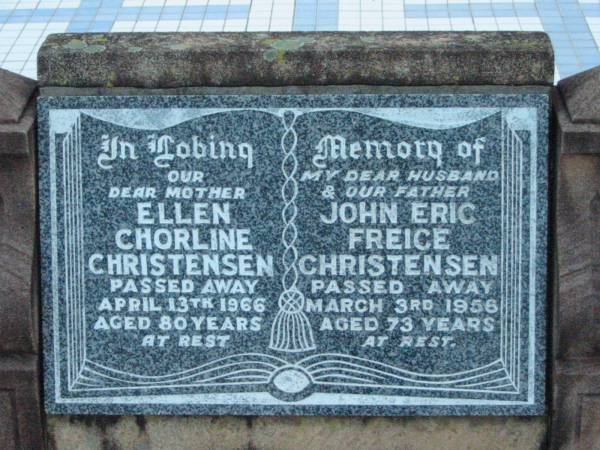 In Loving
OUR
DEAR MOTHER
ELLEN
CHORLINE
CHRISTENSEN
PASSED AWAY
APRIL 13TH 1966
AGED 80 YEARS
AT REST
Memory of
MY DEAR HUSBAND
& OUR FATHER
JOHN ERIC
FREICE
CHRISTENSEN
PASSED AWAY
MARCH 3RD 1956
AGED 73 YEARS
AT REST.